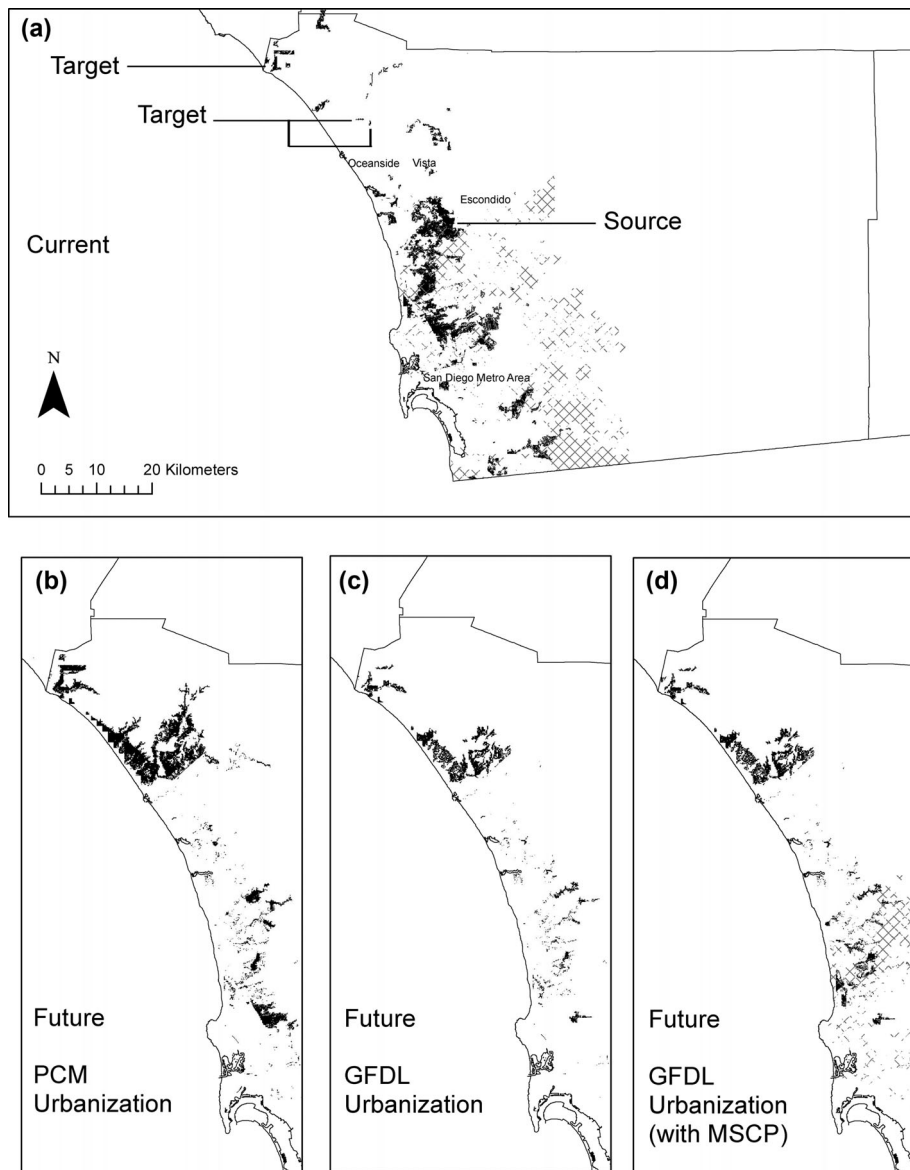 (a)
Target
Target
Oceanside
Vista
Escondido
Source
Current
N
San Diego Metro Area
0 5 10 20 Kilometers
(b)
Future
PCM
Urbanization
(c)
Future
GFDL
Urbanization
(d)
Future
GFDL
Urbanization
(with MSCP)